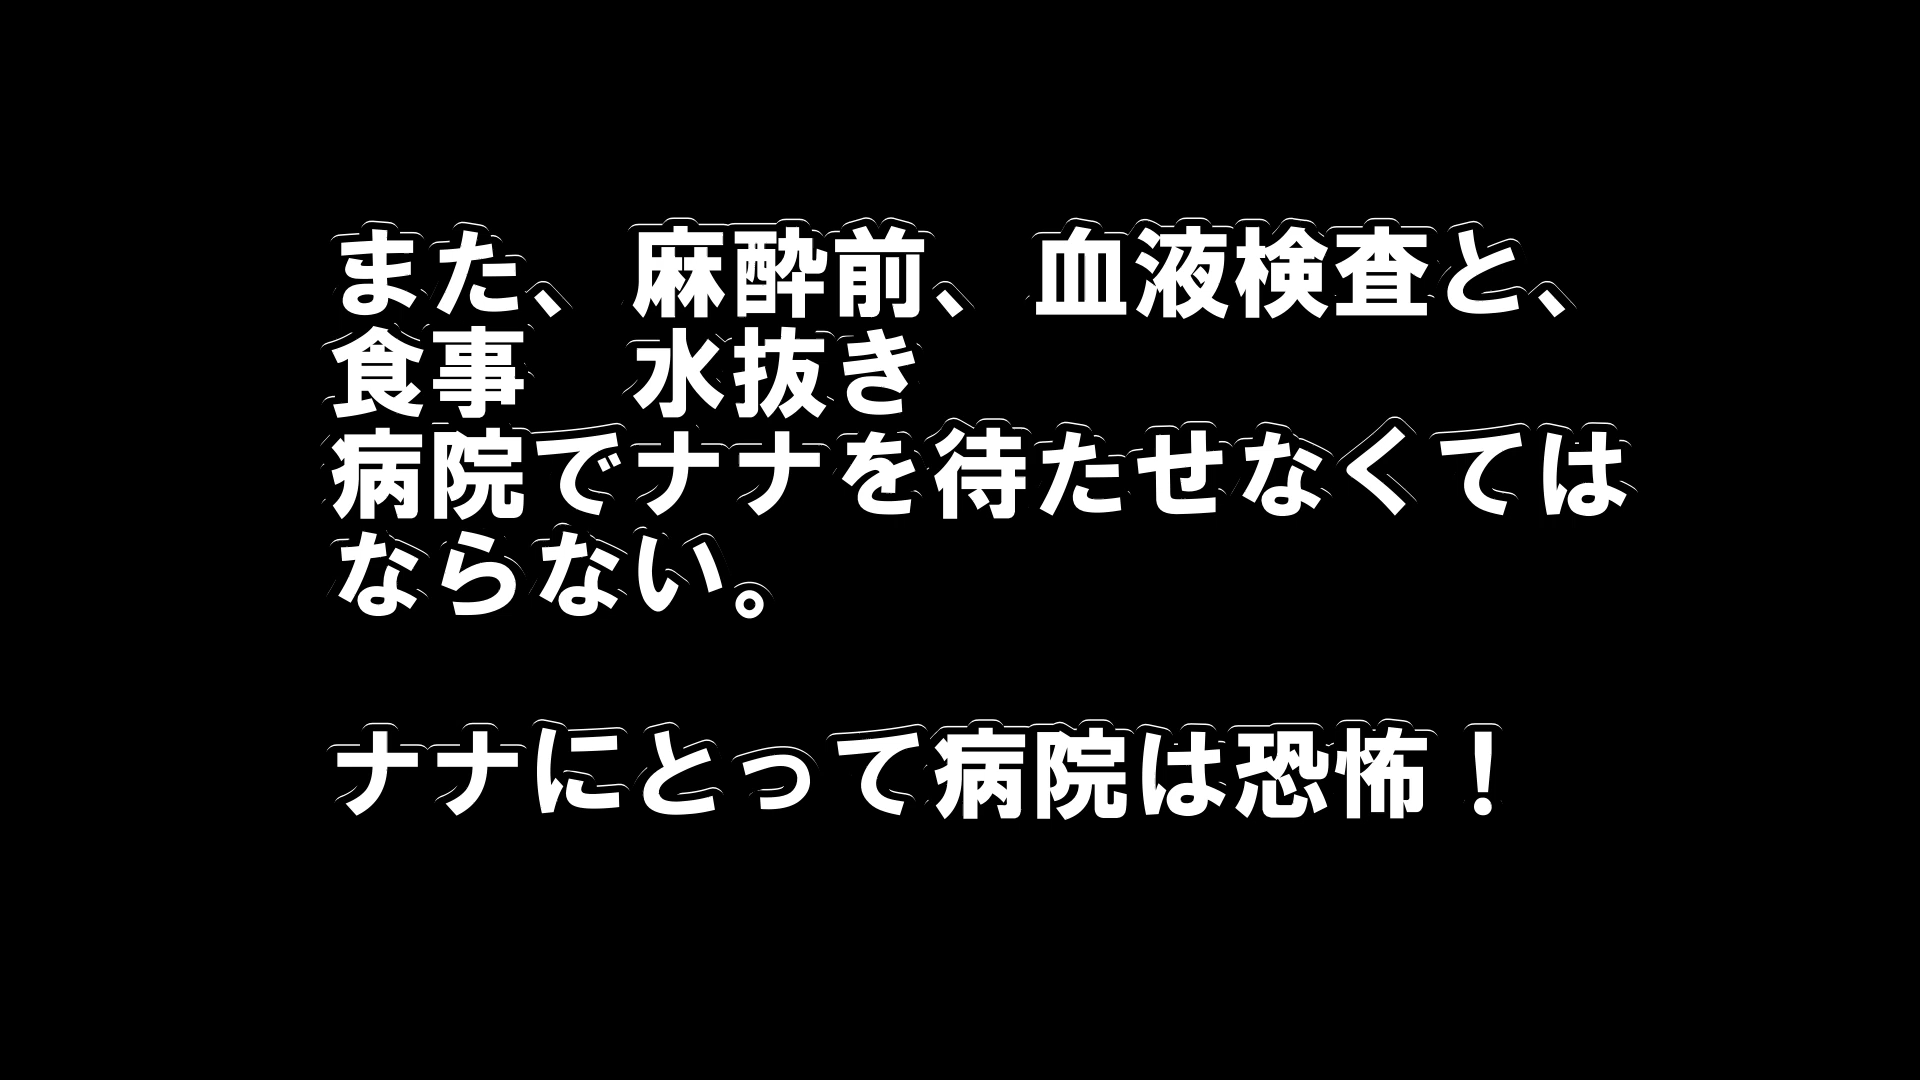 また、麻酔前、血液検査と、
食事　水抜き
病院でナナを待たせなくては
ならない。
ナナにとって病院は恐怖！